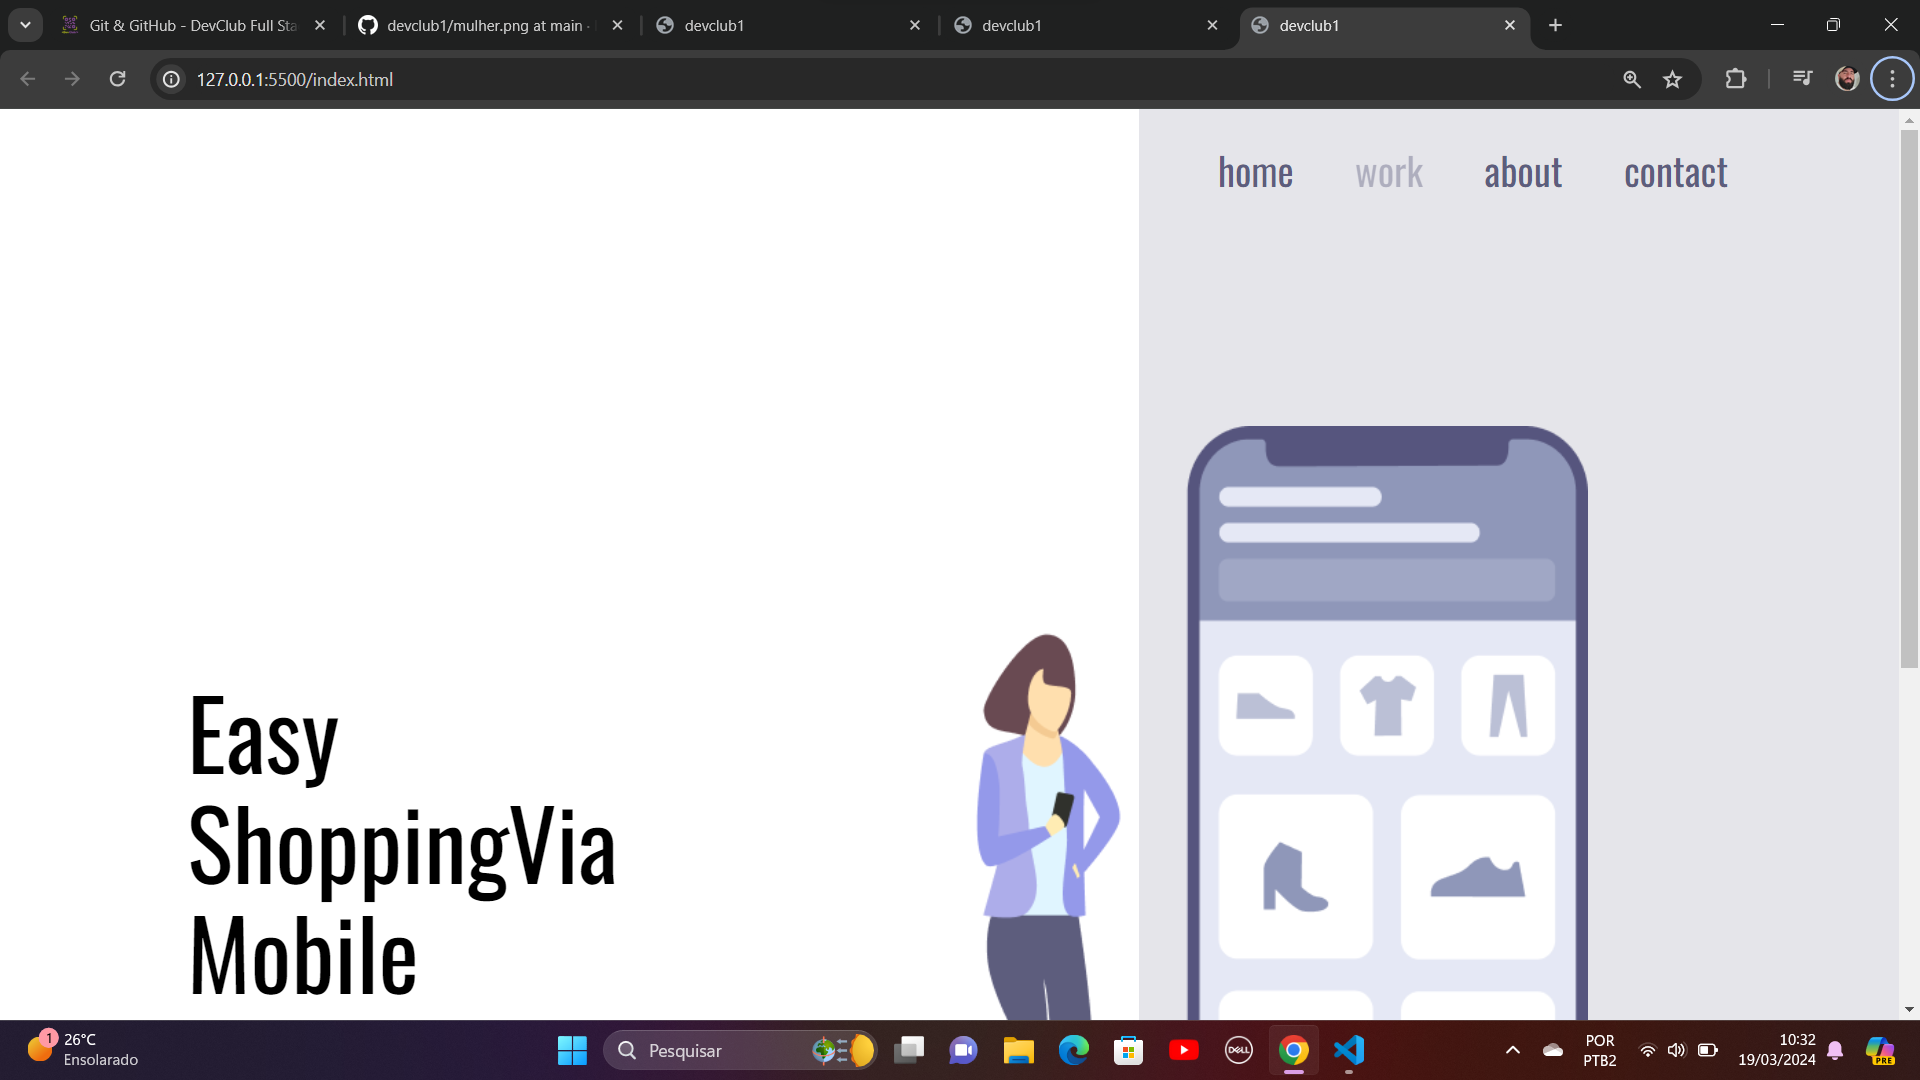 Git & GitHub - DevClub Full Sta
devclub1/mulher.png at main ·
devclub1
devclub1
devclub1
127.0.0.1:5500/index.html
home work about contact
Easy
ShoppingVia
Mobile
1
26°C
Ensolarado
Pesquisar
DELL
POR
PTB2
10:32
19/03/2024
PRE